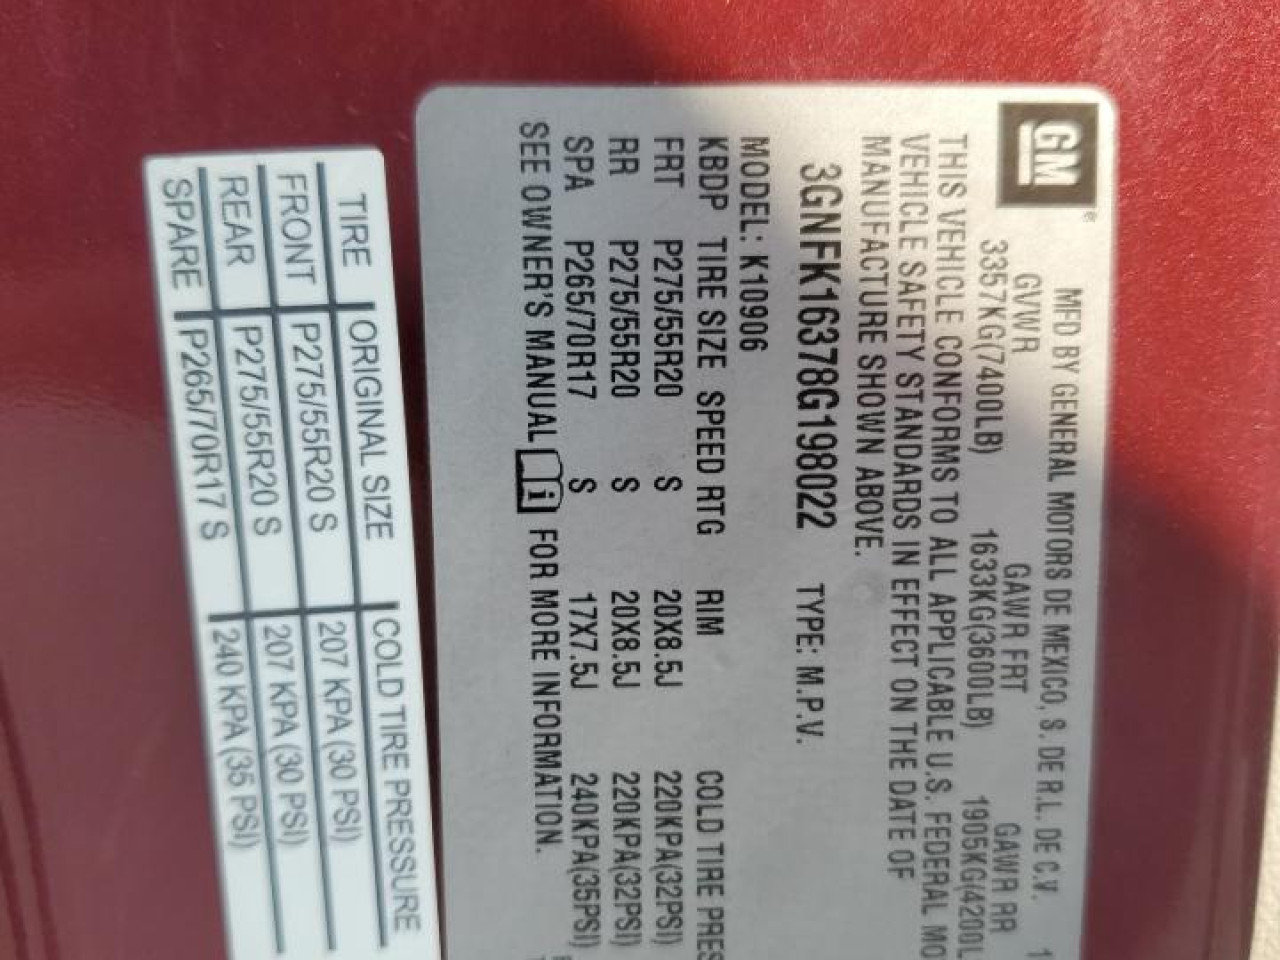 GM
®
MFD BY GENERAL MOTORS DE MEXICO, S. DE R.L. DE C.V. 1
GVWR GAWR FRT GAWR RR
3357KG(7400LB) 1633KG(3600LB) 1905KG(4200L
THIS VEHICLE CONFORMS TO ALL APPLICABLE U.S. FEDERAL MO
VEHICLE SAFETY STANDARDS IN EFFECT ON THE DATE OF
MANUFACTURE SHOWN ABOVE.
3GNFK16378G198022 TYPE: M.P.V.
MODEL: K10906
KBDP TIRE SIZE SPEED RTG RIM COLD TIRE PRES
FRT P275/55R20 S 20X8.5J 220KPA(32PSI)
RR P275/55R20 S 20X8.5J 220KPA(32PSI)
SPA P265/70R17 S 17X7.5J 240KPA(35PSI)
SEE OWNER'S MANUAL i FOR MORE INFORMATION.
TIRE ORIGINAL SIZE COLD TIRE PRESSURE
FRONT P275/55R20 S 207 KPA (30 PSI)
REAR P275/55R20 S 207 KPA (30 PSI)
SPARE P265/70R17 S 240 KPA (35 PSI)